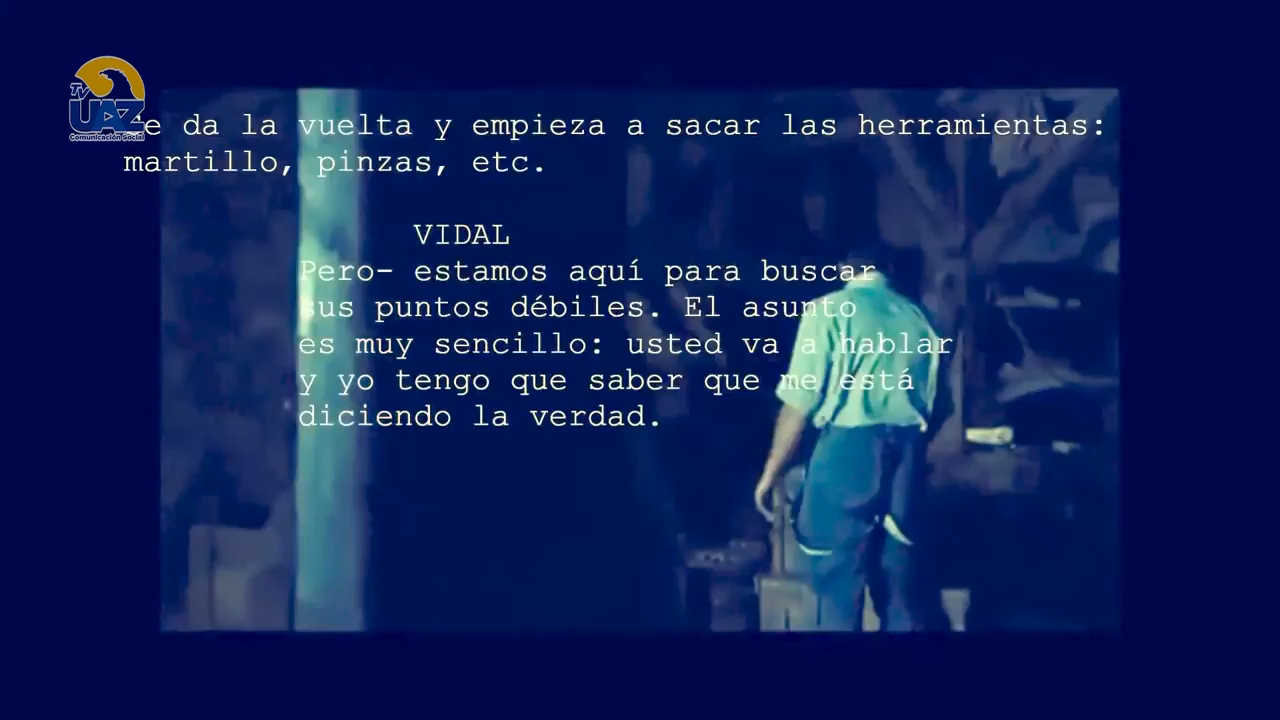 TV
UAZ
Comunicación Social
Se da la vuelta y empieza a sacar las herramientas:
martillo, pinzas, etc.
VIDAL
Pero- estamos aquí para buscar
sus puntos débiles. El asunto
es muy sencillo: usted va a hablar
y yo tengo que saber que me está
diciendo la verdad.